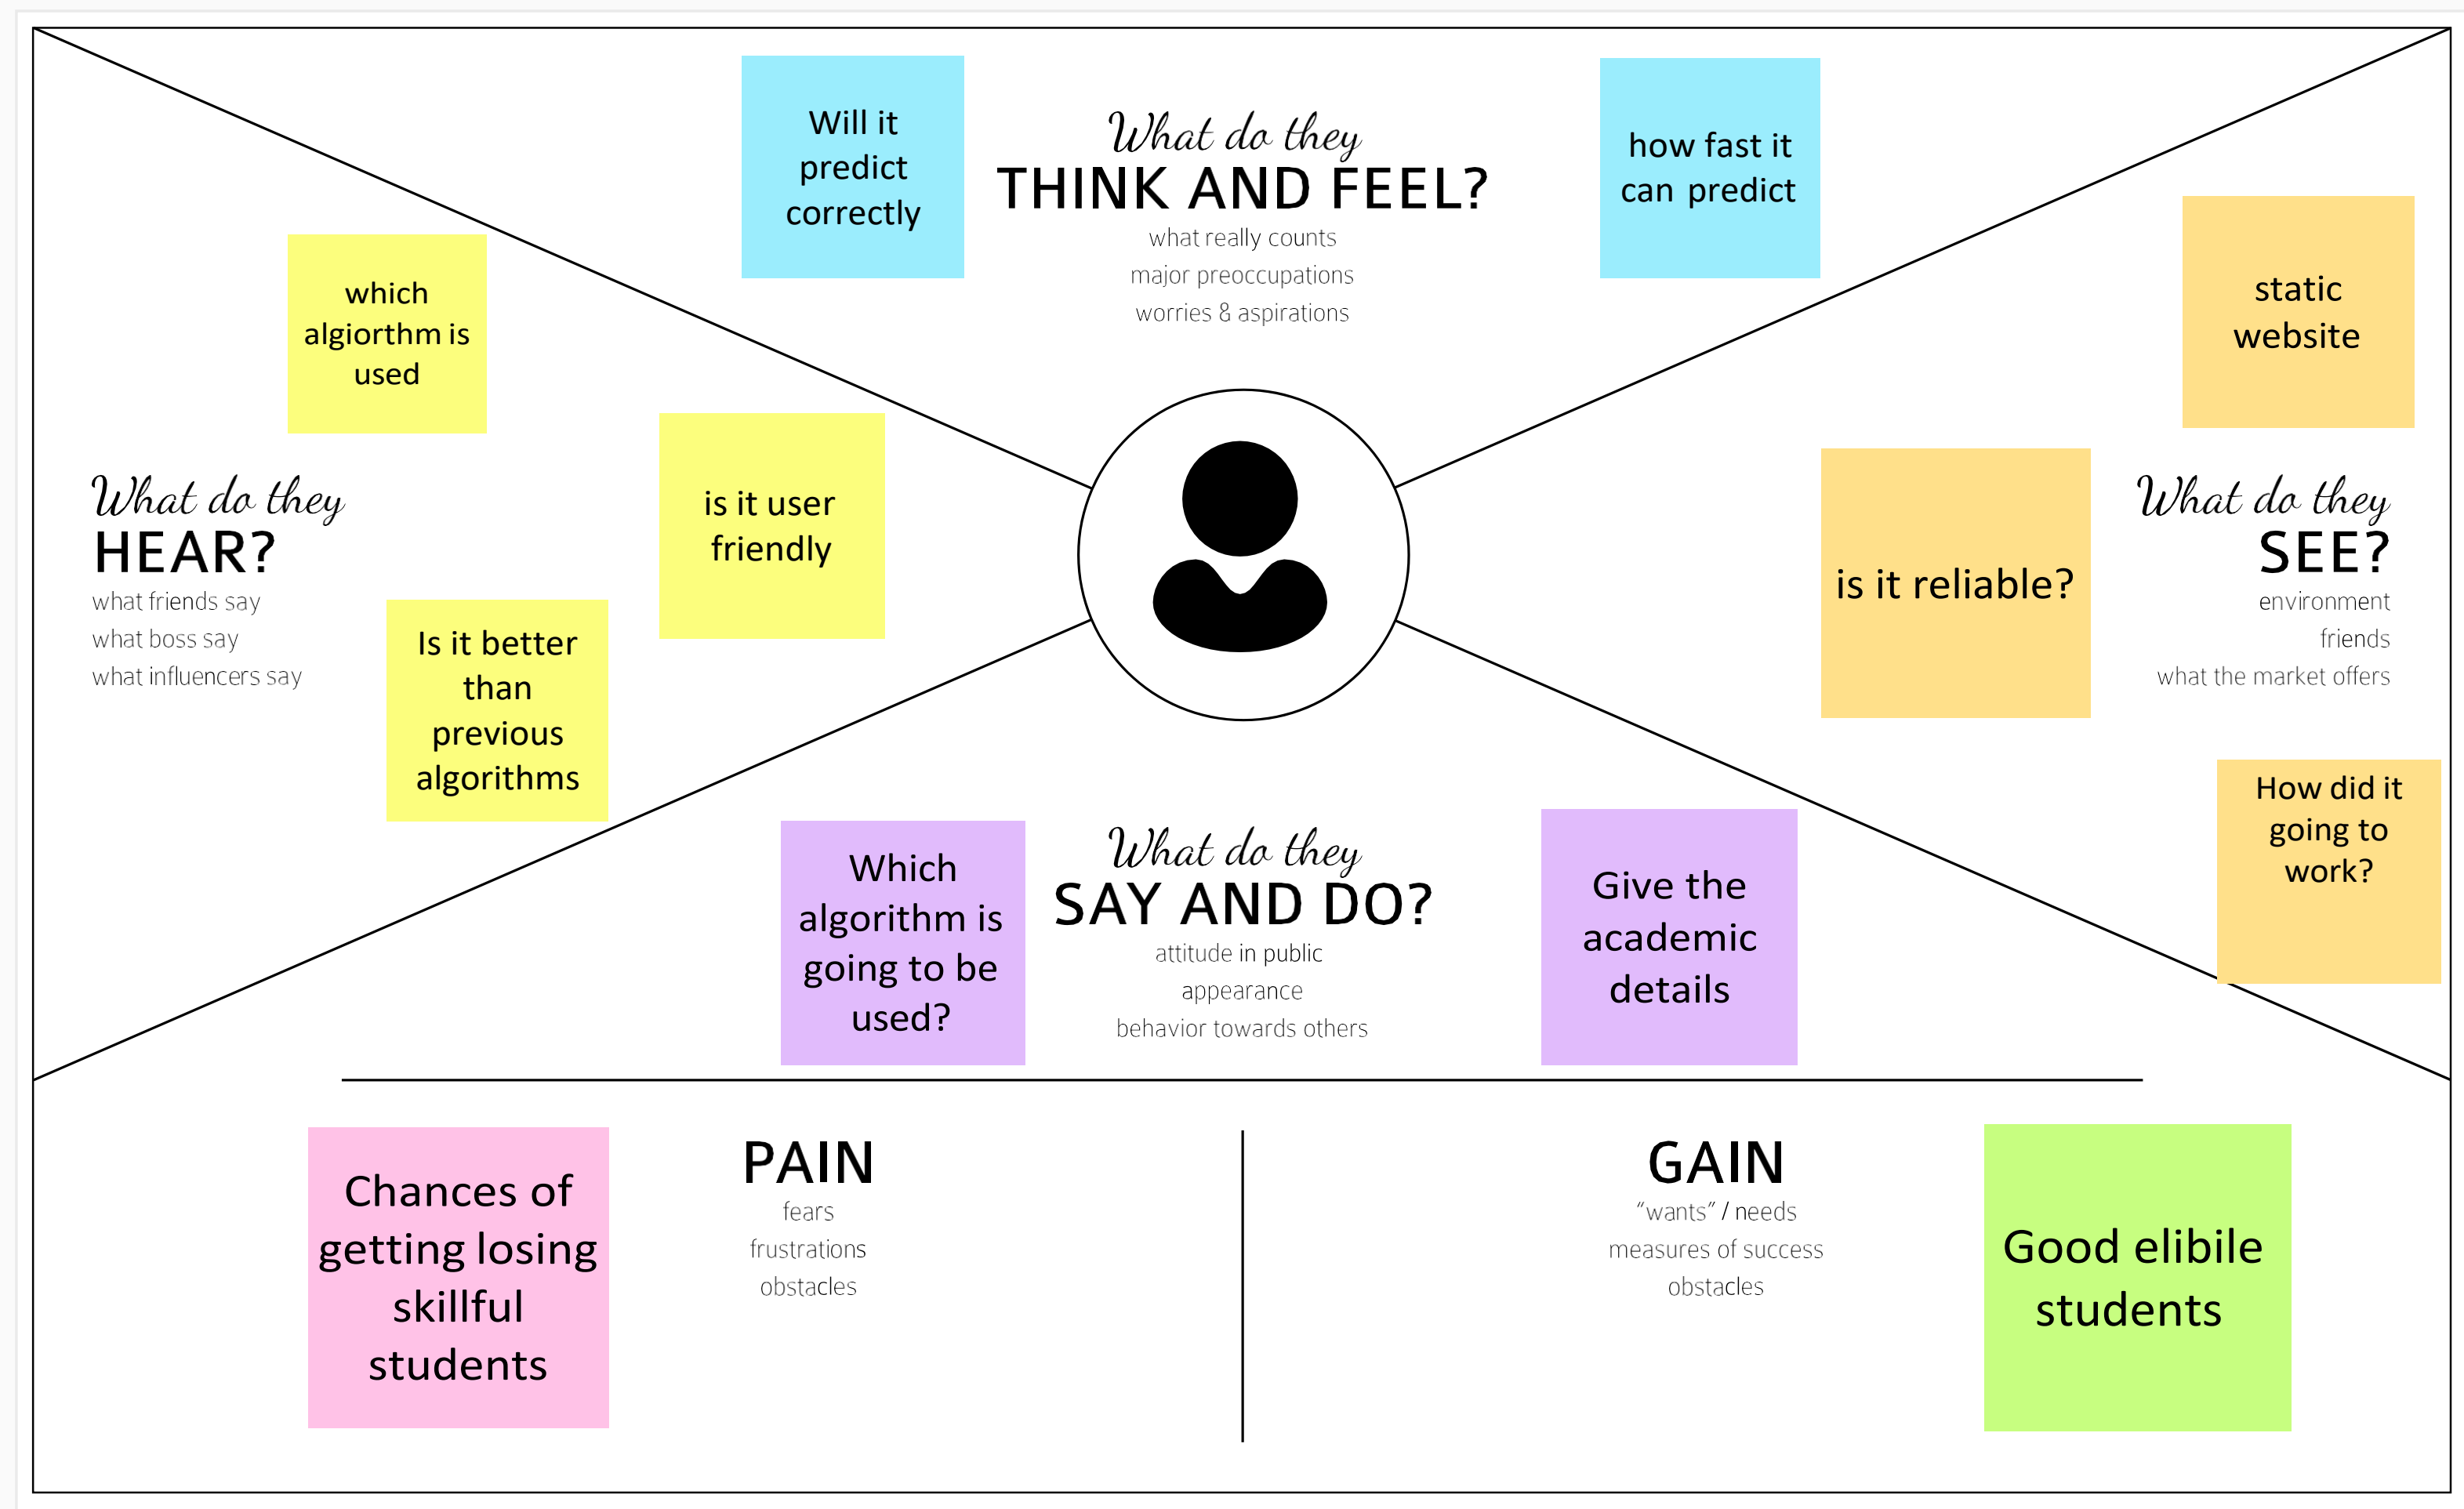 Will it
predict
correctly
What do they
THINK AND FEEL?
what really counts
major preoccupations
worries & aspirations
how fast it
can predict
which
algiorthm is
used
is it user
friendly
What do they
HEAR?
what friends say
what boss say
what influencers say
Is it better
than
previous
algorithms
static
website
is it reliable?
What do they
SEE?
environment
friends
what the market offers
How did it
going to
work?
Which
algorithm is
going to be
used?
What do they
SAY AND DO?
attitude in public
appearance
behavior towards others
Give the
academic
details
Chances of
getting losing
skillful
students
PAIN
fears
frustrations
obstacles
GAIN
“wants” / needs
measures of success
obstacles
Good elibile
students